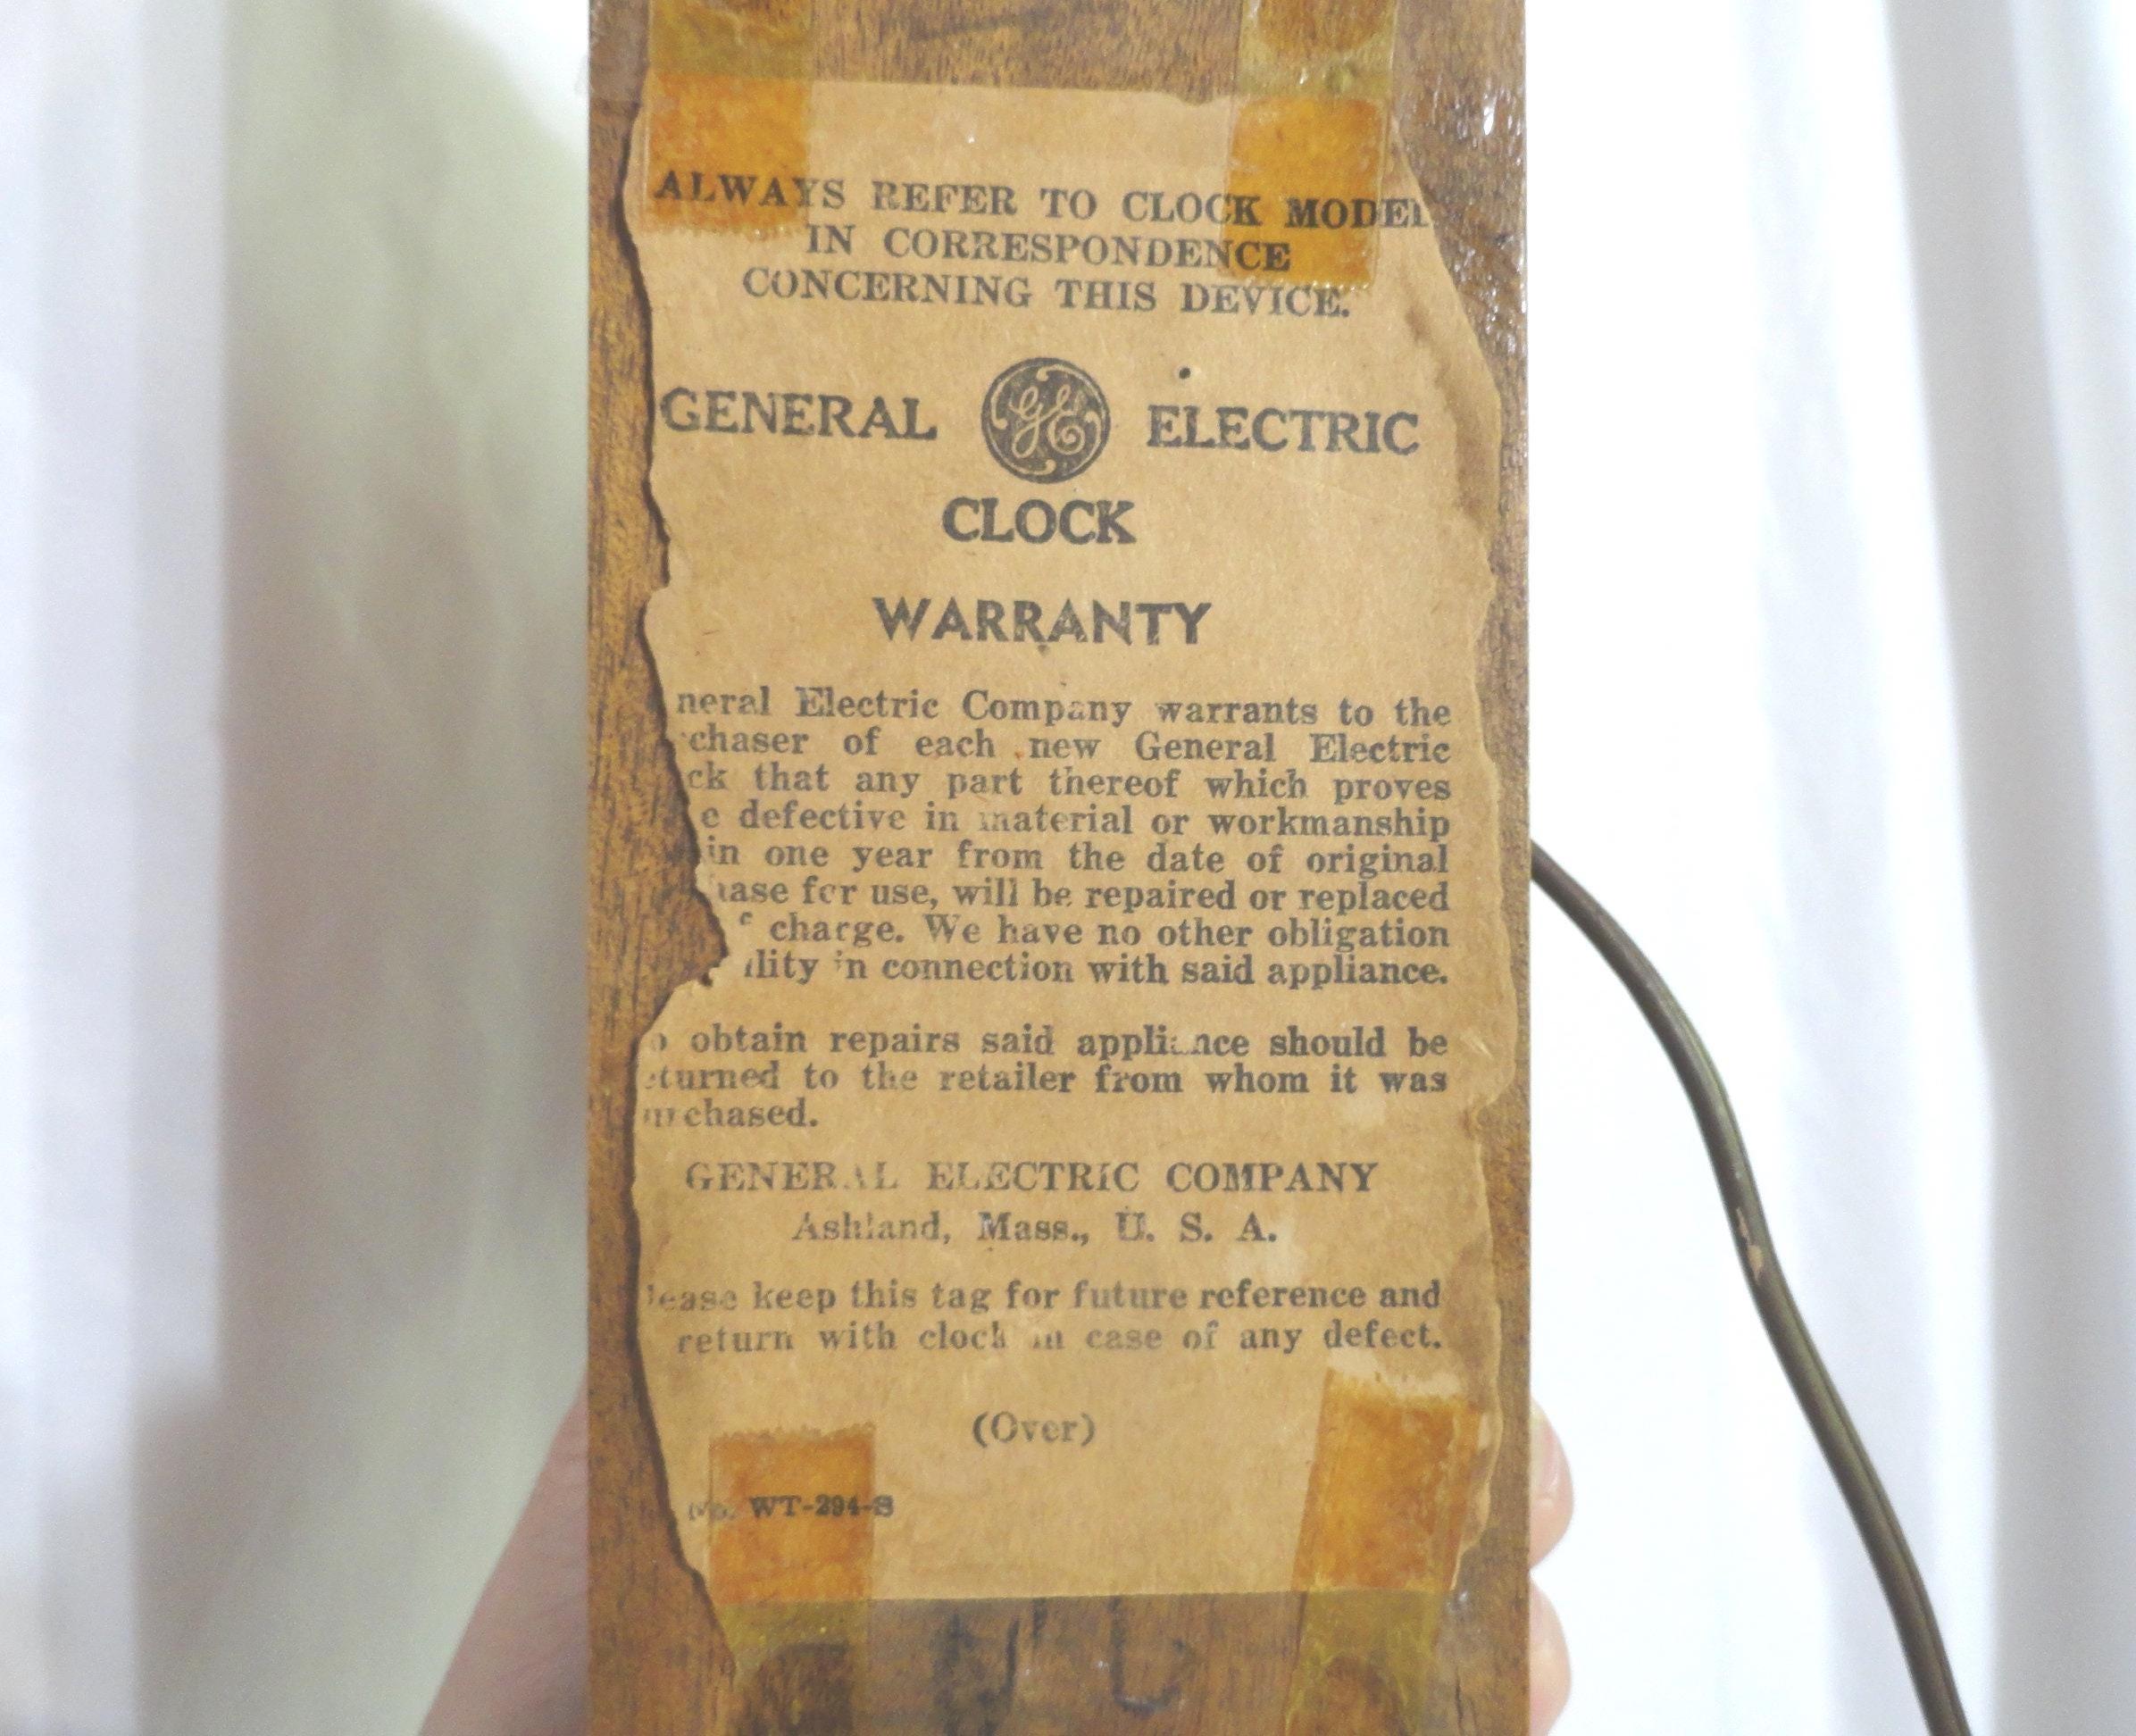 ALWAYS REFER TO CLOCK MODEL
IN CORRESPONDENCE
CONCERNING THIS DEVICE.
GENERAL GE ELECTRIC
CLOCK
WARRANTY
neral Electric Company warrants to the
chaser of each new General Electric
ck that any part thereof which proves
e defective in material or workmanship
in one year from the date of original
hase for use, will be repaired or replaced
charge. We have no other obligation
ility in connection with said appliance.
o obtain repairs said appliance should be
eturned to the retailer from whom it was
urchased.
GENERAL ELECTRIC COMPANY
Ashland, Mass., U. S. A.
lease keep this tag for future reference and
return with clock in case of any defect.
(Over)
No. WT-294-S